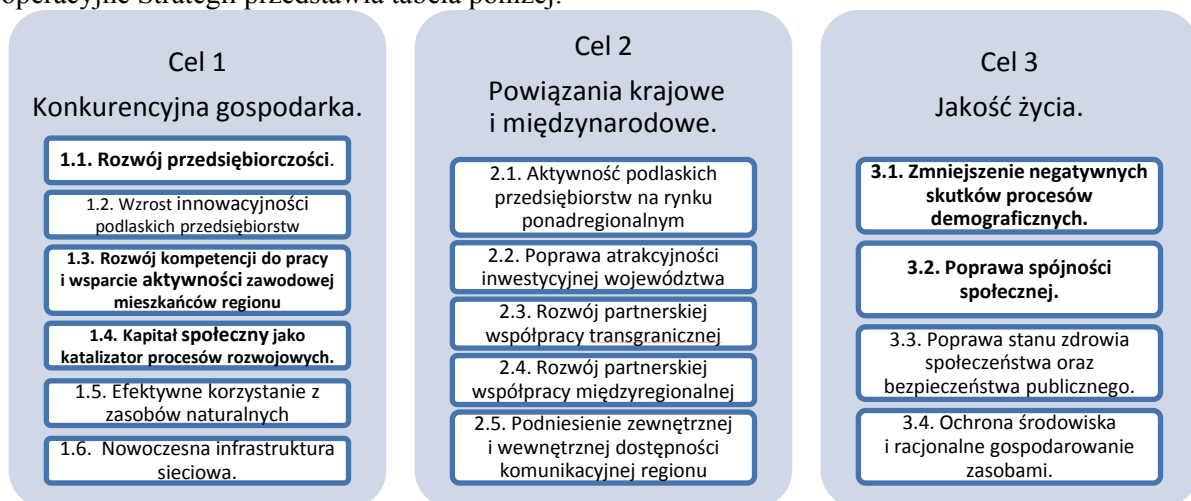 operacyjne Strategii przedstawia tabela poniżej.
Cel 1
Konkurencyjna gospodarka.
1.1. Rozwój przedsiębiorczości.
1.2. Wzrost innowacyjności
podlaskich przedsiębiorstw
1.3. Rozwój kompetencji do pracy
i wsparcie aktywności zawodowej
mieszkańców regionu
1.4. Kapitał społeczny jako
katalizator procesów rozwojowych.
1.5. Efektywne korzystanie z
zasobów naturalnych
1.6. Nowoczesna infrastruktura
sieciowa.
Cel 2
Powiązania krajowe
i międzynarodowe.
2.1. Aktywność podlaskich
przedsiębiorstw na rynku
ponadregionalnym
2.2. Poprawa atrakcyjności
inwestycyjnej województwa
2.3. Rozwój partnerskiej
współpracy transgranicznej
2.4. Rozwój partnerskiej
współpracy międzyregionalnej
2.5. Podniesienie zewnętrznej
i wewnętrznej dostępności
komunikacyjnej regionu
Cel 3
Jakość życia.
3.1. Zmniejszenie negatywnych
skutków procesów
demograficznych.
3.2. Poprawa spójności
społecznej.
3.3. Poprawa stanu zdrowia
społeczeństwa oraz
bezpieczeństwa publicznego.
3.4. Ochrona środowiska
i racjonalne gospodarowanie
zasobami.